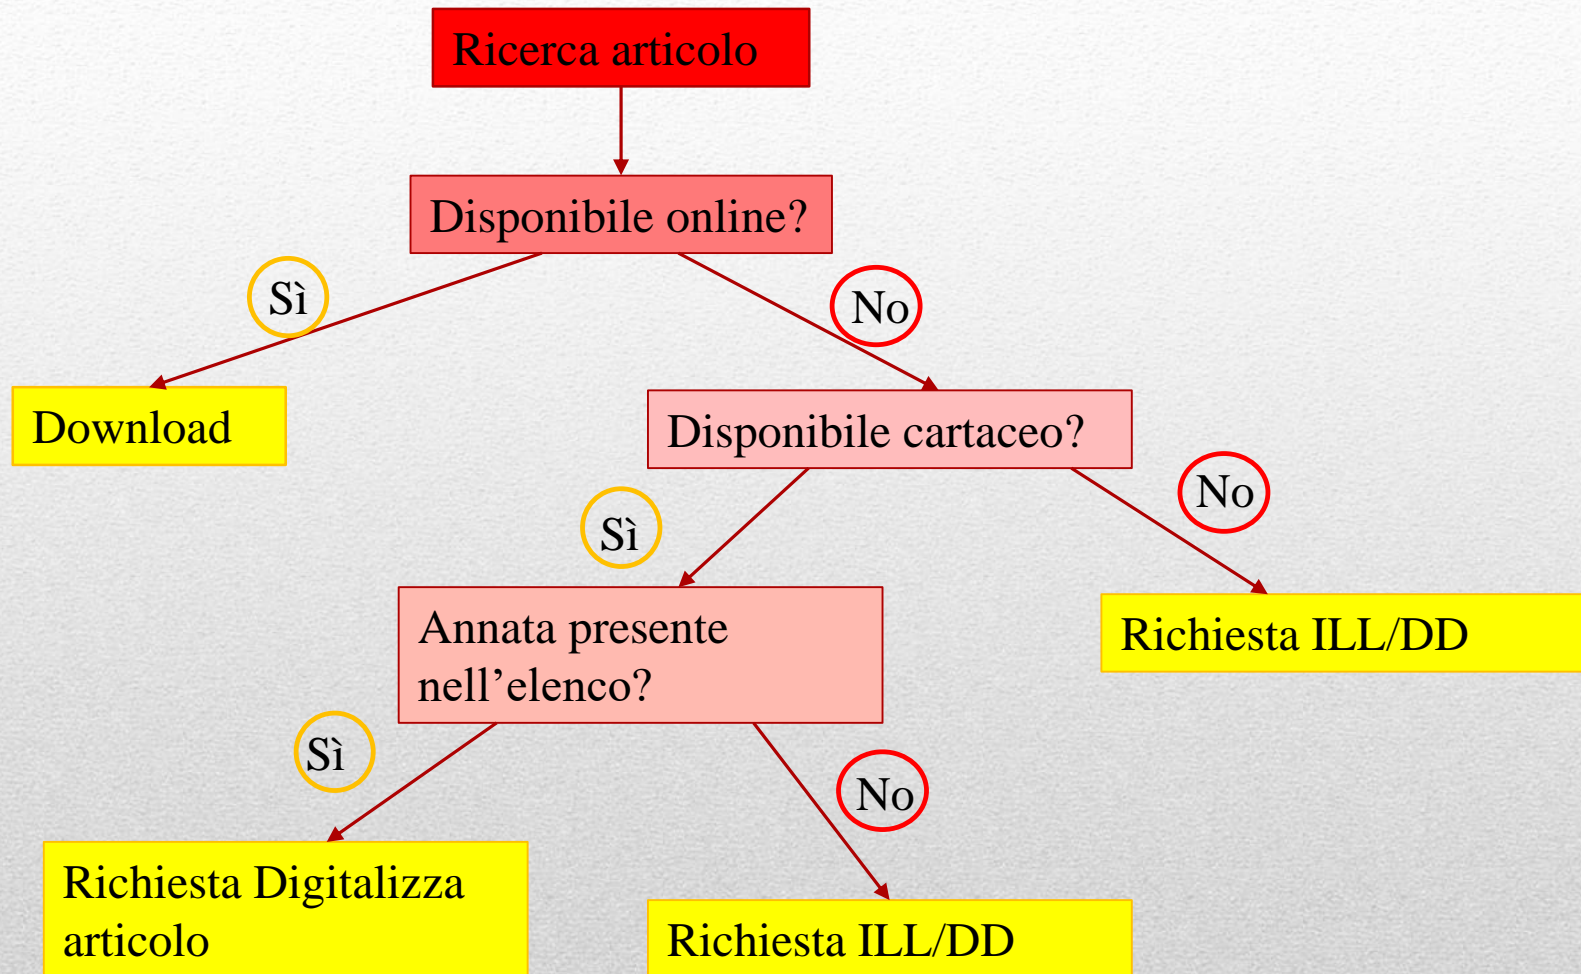 Ricerca articolo
Disponibile online?
Sì
No
Download
Disponibile cartaceo?
Sì
No
Annata presente
nell’elenco?
Richiesta ILL/DD
Sì
No
Richiesta Digitalizza
articolo
Richiesta ILL/DD